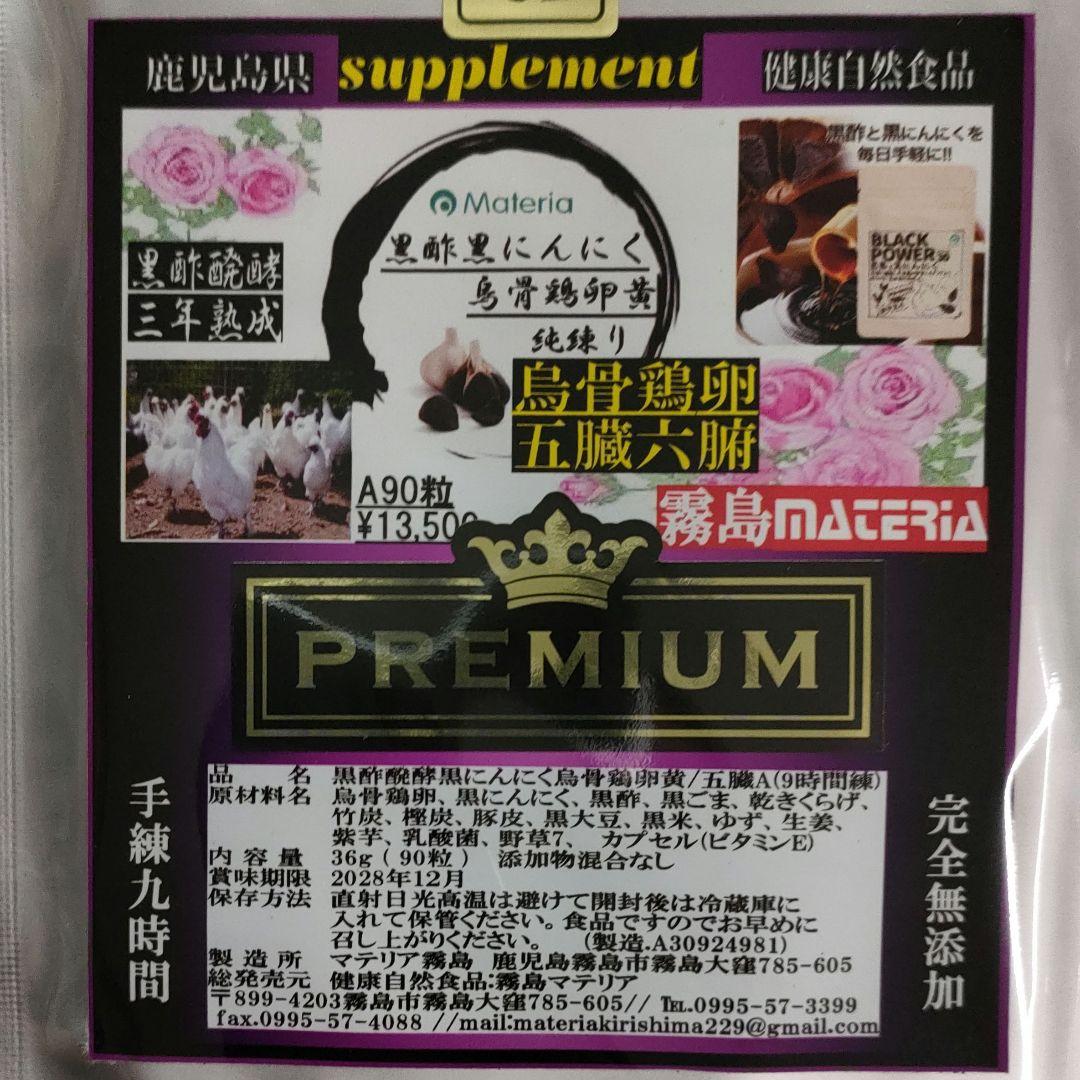 鹿児島県 supplement 健康自然食品
黒酢と黒にんにくを
毎日手軽に!!
Materia
黒酢黒にんにく
烏骨鶏卵黄
純練り
黒酢醗酵
三年熟成
BLACK
POWER
烏骨鶏卵
五臓六腑
A90粒
¥13,500
霧島MATERiA
PREMIUM
手練九時間
完全無添加
品名 黒酢醗酵黒にんにく烏骨鶏卵黄/五臓A(9時間練)
原材料名 烏骨鶏卵、黒にんにく、黒酢、黒ごま、乾きくらげ、
竹炭、樫炭、豚皮、黒大豆、黒米、ゆず、生姜、
紫芋、乳酸菌、野草7、 カプセル(ビタミンE)
内容量 36g(90粒) 添加物混合なし
賞味期限 2028年12月
保存方法 直射日光高温は避けて開封後は冷蔵庫に
入れて保管ください。食品ですのでお早めに
召し上がりください。 (製造.A30924981)
製造所 マテリア霧島 鹿児島霧島市霧島大窪785-605
総発売元 健康自然食品:霧島マテリア
〒899-4203霧島市霧島大窪785-605// TEL.0995-57-3399
fax.0995-57-4088 //mail:materiakirishima229@gmail.com